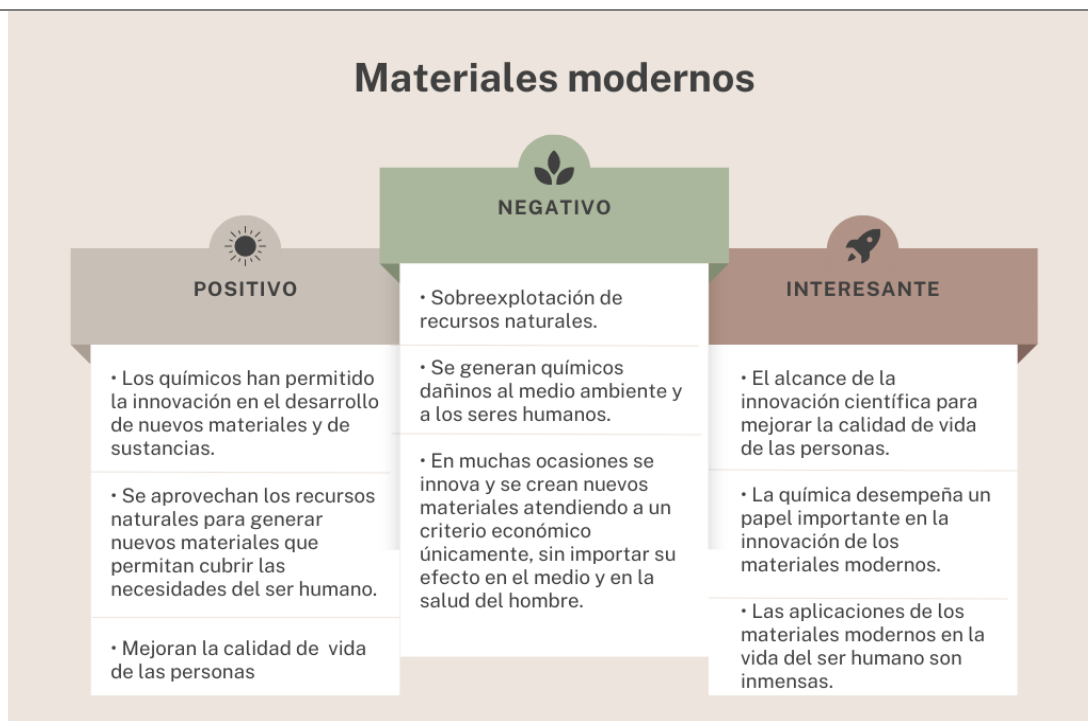 Materiales modernos
POSITIVO
• Los químicos han permitido
la innovación en el desarrollo
de nuevos materiales y de
sustancias.
• Se aprovechan los recursos
naturales para generar
nuevos materiales que
permitan cubrir las
necesidades del ser humano.
• Mejoran la calidad de vida
de las personas
NEGATIVO
• Sobreexplotación de
recursos naturales.
• Se generan químicos
dañinos al medio ambiente y
a los seres humanos.
• En muchas ocasiones se
innova y se crean nuevos
materiales atendiendo a un
criterio económico
únicamente, sin importar su
efecto en el medio y en la
salud del hombre.
INTERESANTE
• El alcance de la
innovación científica para
mejorar la calidad de vida
de las personas.
• La química desempeña un
papel importante en la
innovación de los
materiales modernos.
• Las aplicaciones de los
materiales modernos en la
vida del ser humano son
inmensas.